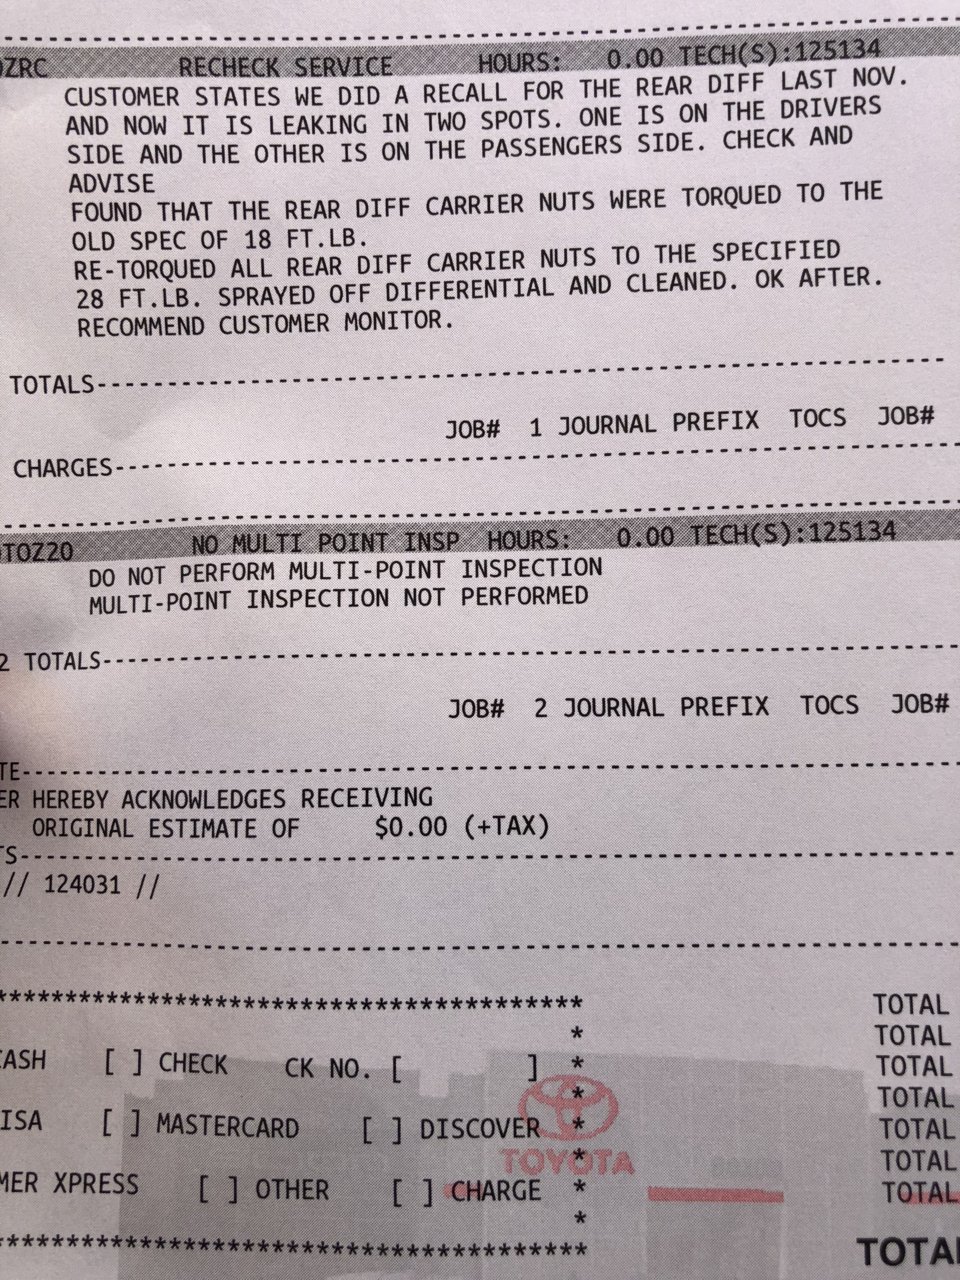 OZRC RECHECK SERVICE HOURS: 0.00 TECH(S):125134
CUSTOMER STATES WE DID A RECALL FOR THE REAR DIFF LAST NOV.
AND NOW IT IS LEAKING IN TWO SPOTS. ONE IS ON THE DRIVERS
SIDE AND THE OTHER IS ON THE PASSENGERS SIDE. CHECK AND
ADVISE
FOUND THAT THE REAR DIFF CARRIER NUTS WERE TORQUED TO THE
OLD SPEC OF 18 FT.LB.
RE-TORQUED ALL REAR DIFF CARRIER NUTS TO THE SPECIFIED
28 FT.LB. SPRAYED OFF DIFFERENTIAL AND CLEANED. OK AFTER.
RECOMMEND CUSTOMER MONITOR.
TOTALS
JOB# 1 JOURNAL PREFIX TOCS JOB#
CHARGES
TOZ20 NO MULTI POINT INSP HOURS: 0.00 TECH(S):125134
DO NOT PERFORM MULTI-POINT INSPECTION
MULTI-POINT INSPECTION NOT PERFORMED
2 TOTALS
JOB# 2 JOURNAL PREFIX TOCS JOB#
TE
ER HEREBY ACKNOWLEDGES RECEIVING
ORIGINAL ESTIMATE OF $0.00 (+TAX)
TS
// 124031 //
****************************************** TOTAL
* TOTAL
CASH [ ] CHECK CK NO. [ ] * TOTAL
* TOTAL
ISA [ ] MASTERCARD [ ] DISCOVER * TOTAL
TOYOTA * TOTAL
MER XPRESS [ ] OTHER [ ] CHARGE * TOTAL
*
****************************************** TOTAL